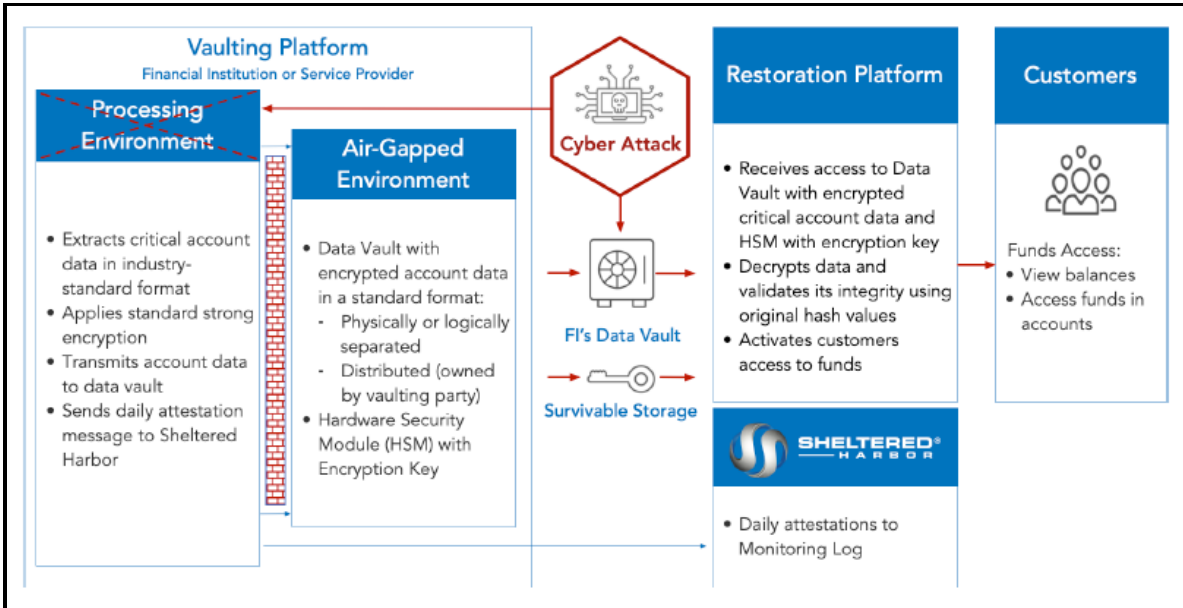 Vaulting Platform
Financial Institution or Service Provider
Processing
Environment
• Extracts critical account
data in industry-
standard format
• Applies standard strong
encryption
• Transmits account data
to data vault
• Sends daily attestation
message to Sheltered
Harbor
Air-Gapped
Environment
• Data Vault with
encrypted account data
in a standard format:
- Physically or logically
separated
- Distributed (owned
by vaulting party)
• Hardware Security
Module (HSM) with
Encryption Key
Cyber Attack
FI's Data Vault
Survivable Storage
Restoration Platform
• Receives access to Data
Vault with encrypted
critical account data and
HSM with encryption key
• Decrypts data and
validates its integrity using
original hash values
• Activates customers
access to funds
SHELTERED®
HARBOR
• Daily attestations to
Monitoring Log
Customers
Funds Access:
• View balances
• Access funds in
accounts